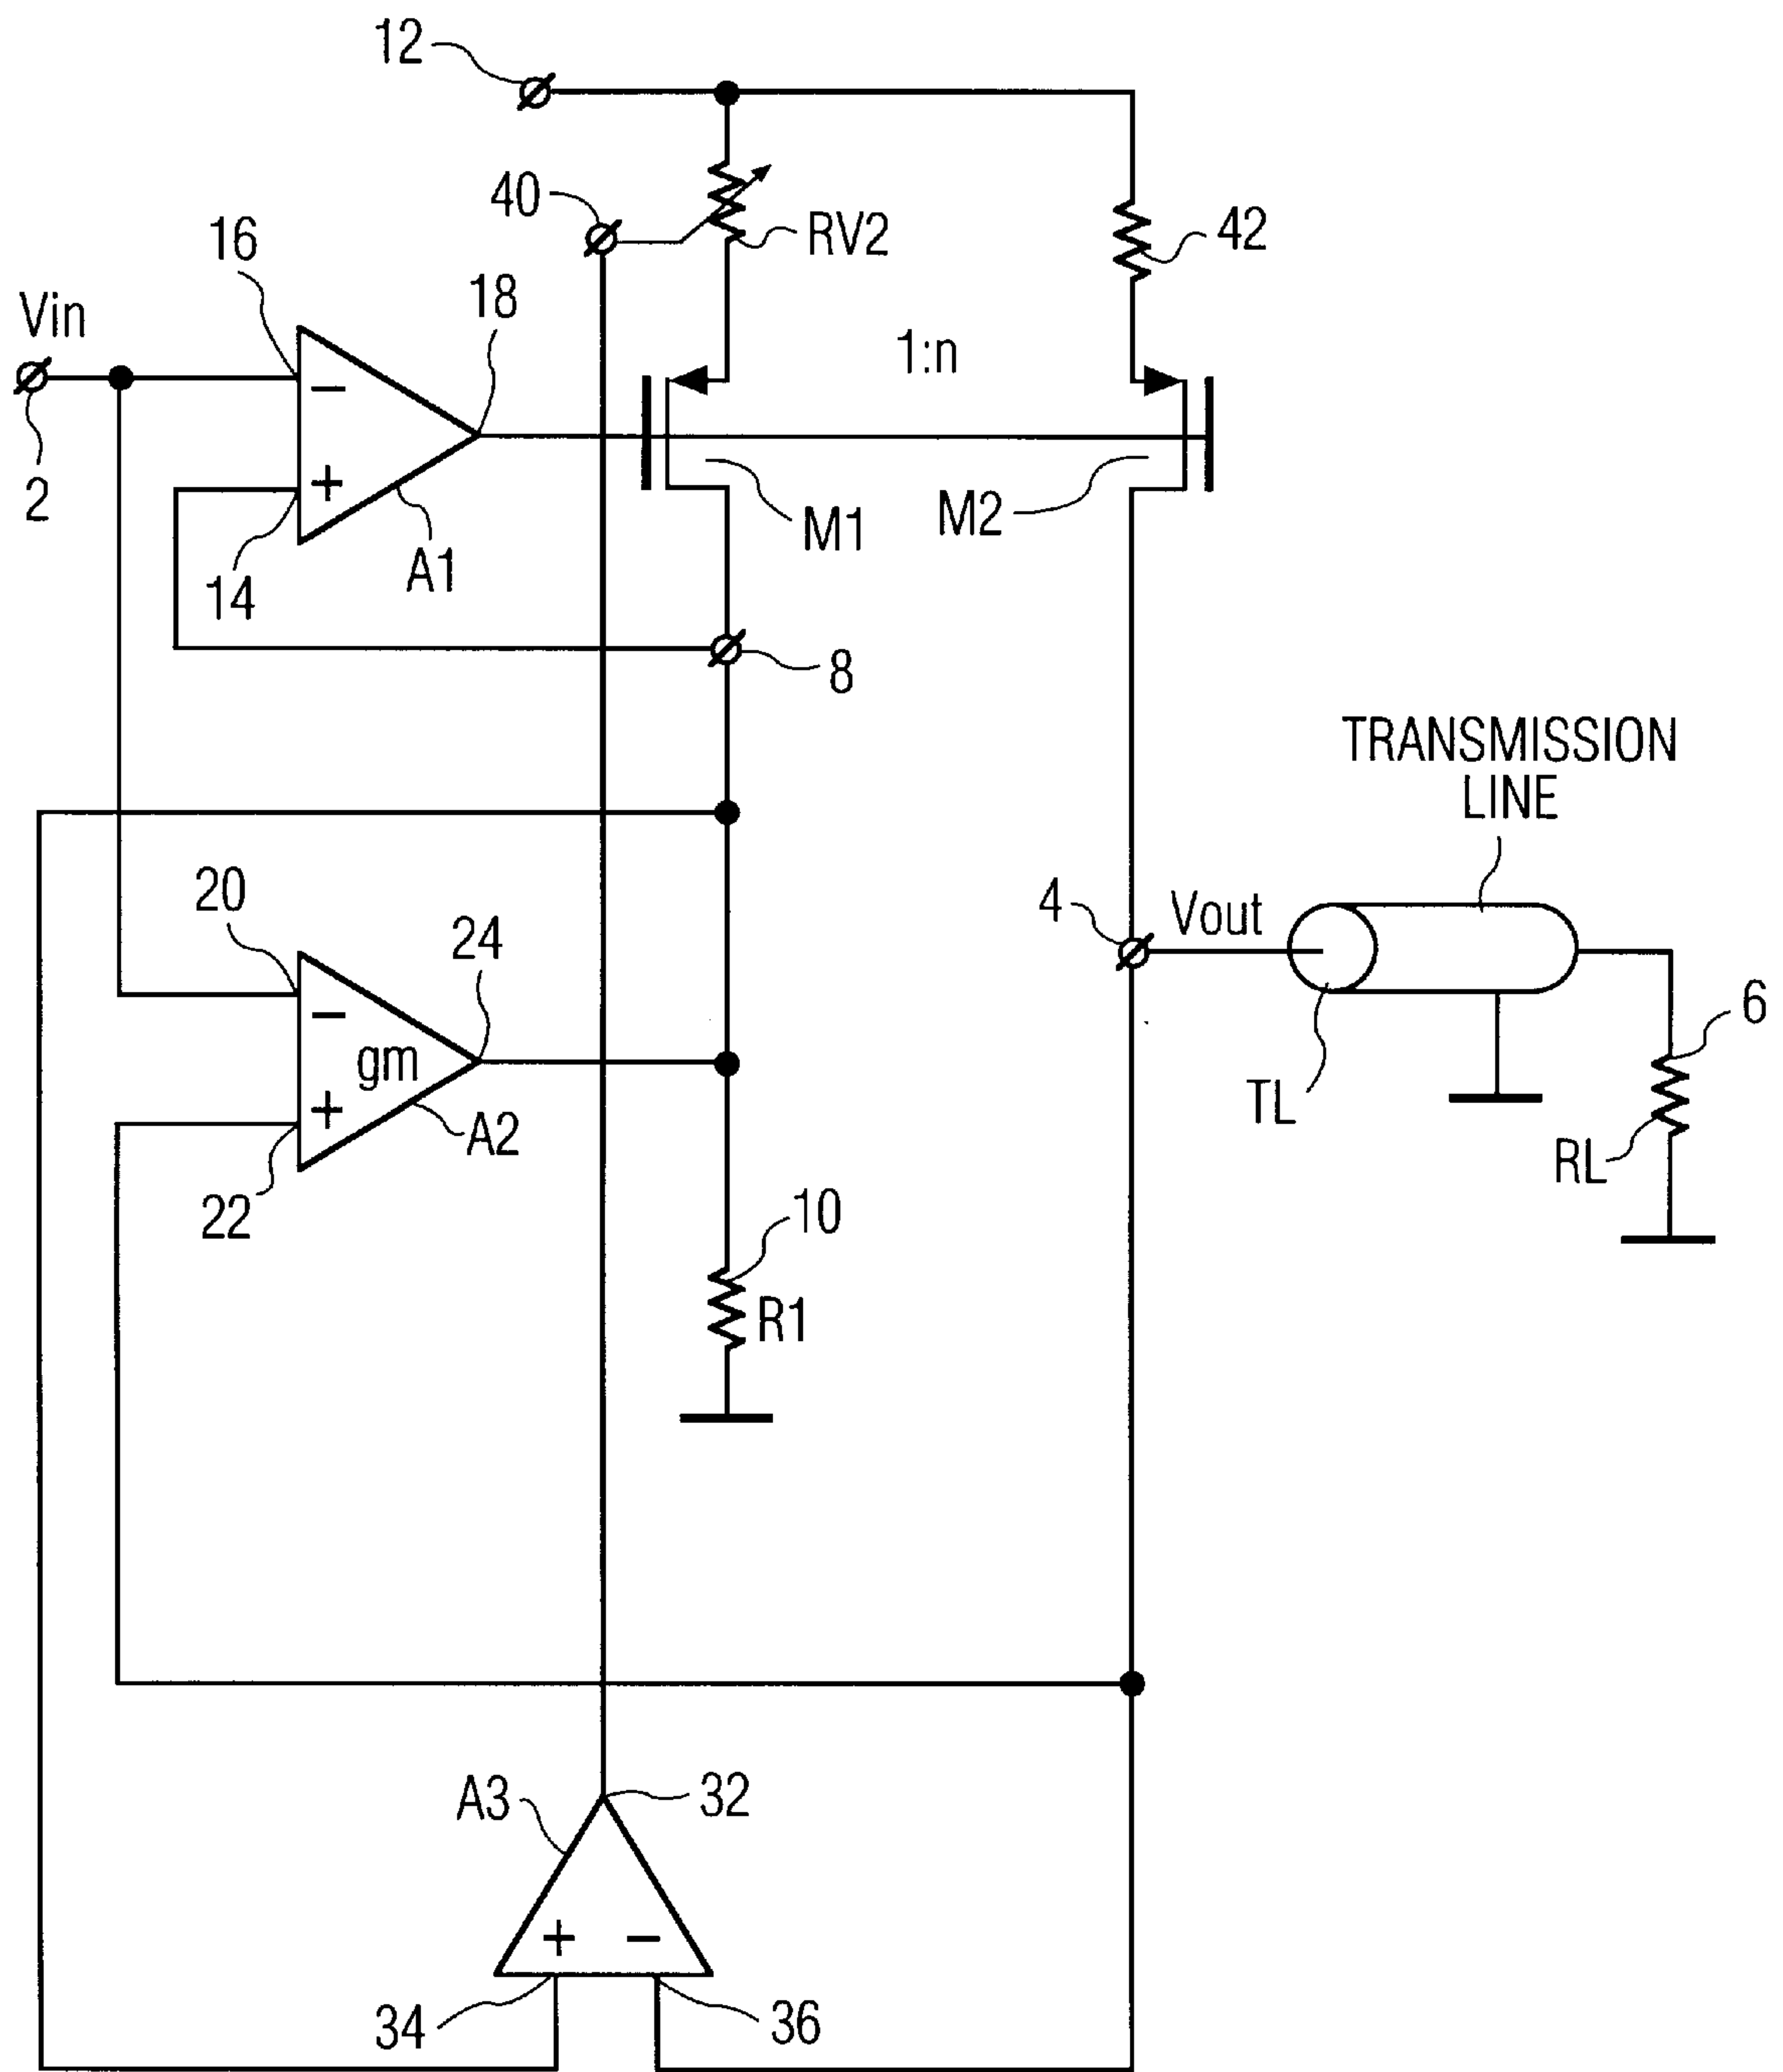 12
40
RV2
42
16
18
Vin
1:n
2
14
A1
M1
M2
8
TRANSMISSION
LINE
20
24
4
Vout
gm
A2
22
TL
6
RL
10
R1
A3
32
34
36